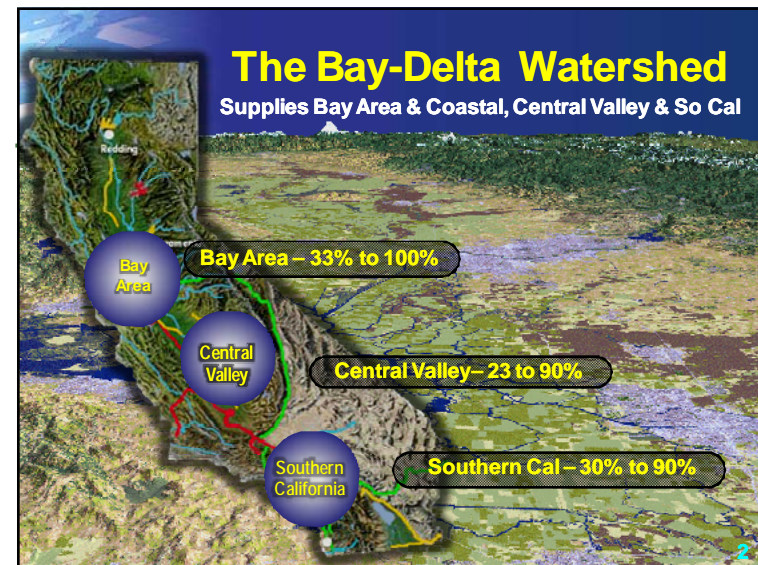 The Bay-Delta Watershed
Supplies Bay Area & Coastal, Central Valley & So Cal
Redding
Bay
Area
Bay Area – 33% to 100%
Central
Valley
Central Valley– 23 to 90%
Southern
California
Southern Cal – 30% to 90%
2